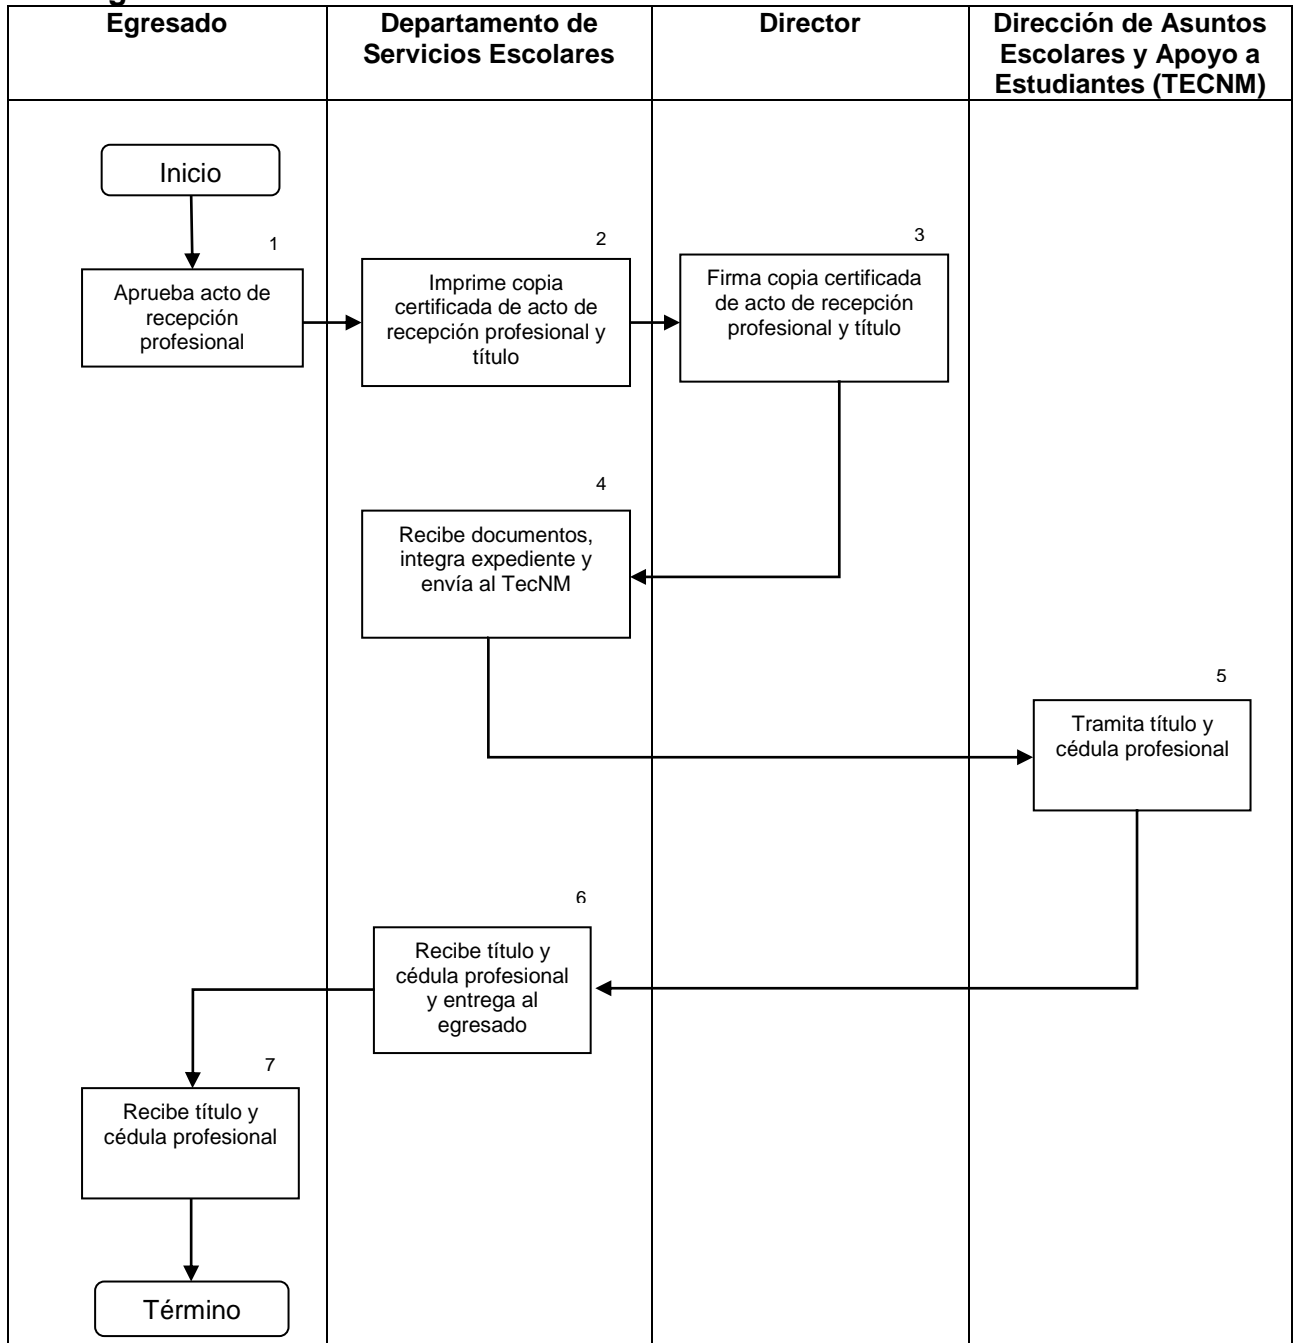 Egresado
Departamento de
Servicios Escolares
Director
Dirección de Asuntos
Escolares y Apoyo a
Estudiantes (TECNM)
Inicio
1
Aprueba acto de
recepción
profesional
2
Imprime copia
certificada de acto de
recepción profesional y
título
3
Firma copia certificada
de acto de recepción
profesional y título
4
Recibe documentos,
integra expediente y
envía al TecNM
5
Tramita título y
cédula profesional
6
Recibe título y
cédula profesional
y entrega al
egresado
7
Recibe título y
cédula profesional
Término